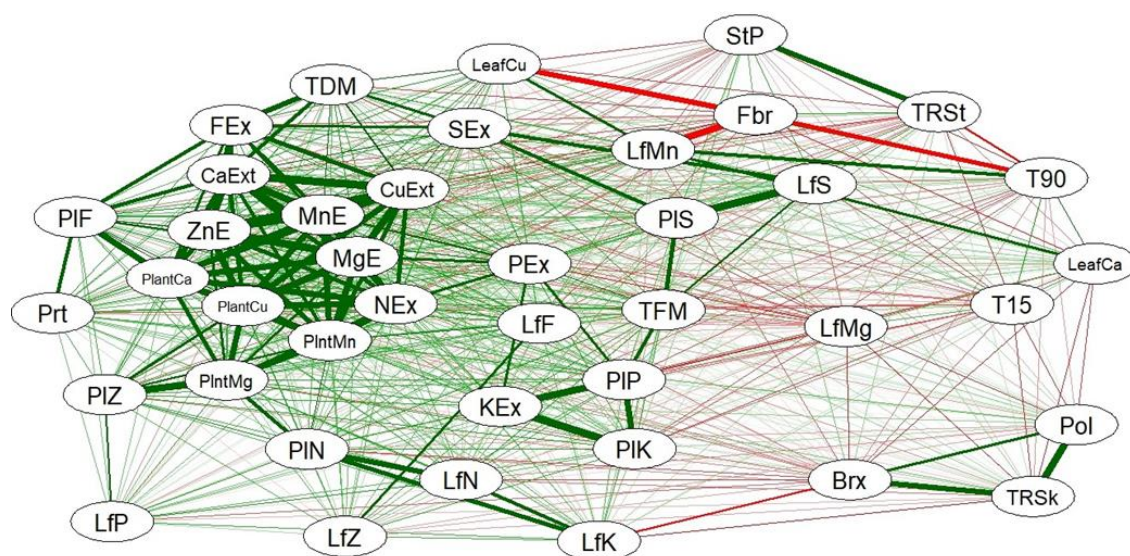 StP
LeafCu
TDM
Fbr
TRSt
FEx
SEx
LfMn
CaExt
CuExt
LfS
T90
PlF
ZnE
MnE
PlS
MgE
PEx
LeafCa
PlantCa
PlantCu
NEx
Prt
TFM
T15
LfF
LfMg
PlntMn
PlntMg
PlP
PlZ
KEx
Pol
PlN
PlK
LfN
Brx
TRSk
LfP
LfZ
LfK